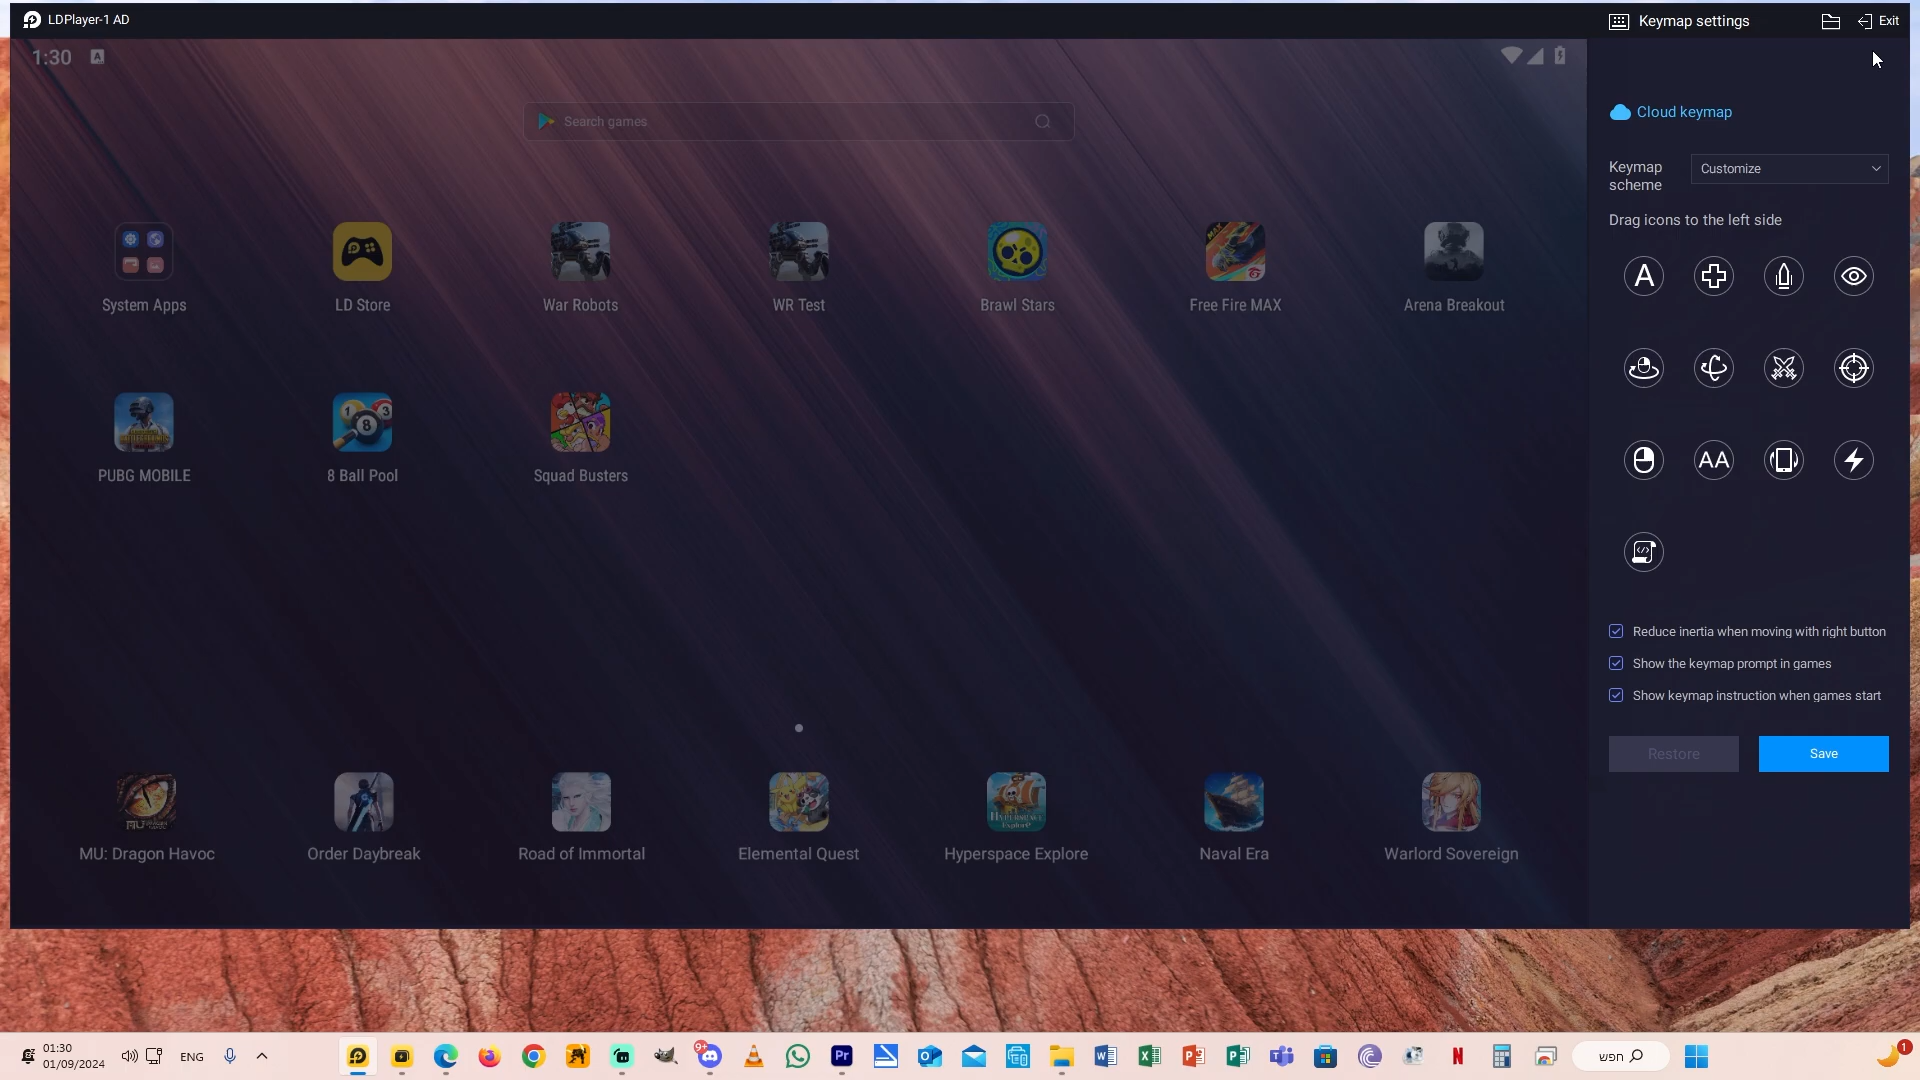 LDPlayer-1 AD
Keymap settings
Exit
1:30
A
Search games
Cloud keymap
Keymap scheme
Customize
Drag icons to the left side
A
AA
System Apps
LD Store
War Robots
WR Test
Brawl Stars
Free Fire MAX
Arena Breakout
PUBG MOBILE
8 Ball Pool
Squad Busters
Reduce inertia when moving with right button
Show the keymap prompt in games
Show keymap instruction when games start
Restore
Save
MU: Dragon Havoc
Order Daybreak
Road of Immortal
Elemental Quest
Hyperspace Explore
Naval Era
Warlord Sovereign
01:30
01/09/2024
ENG
9+
Pr
חפש
1